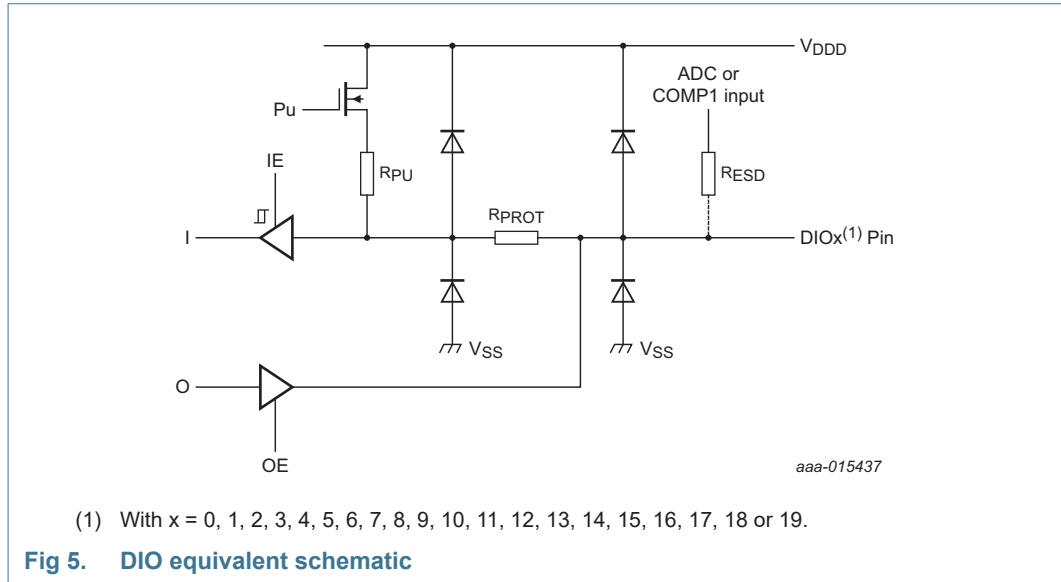 VDDD
ADC or
COMP1 input
Pu
IE
RPU
RESD
RPROT
I
DIOx(1) Pin
VSS
VSS
O
OE
aaa-015437
(1) With x = 0, 1, 2, 3, 4, 5, 6, 7, 8, 9, 10, 11, 12, 13, 14, 15, 16, 17, 18 or 19.
Fig 5. DIO equivalent schematic